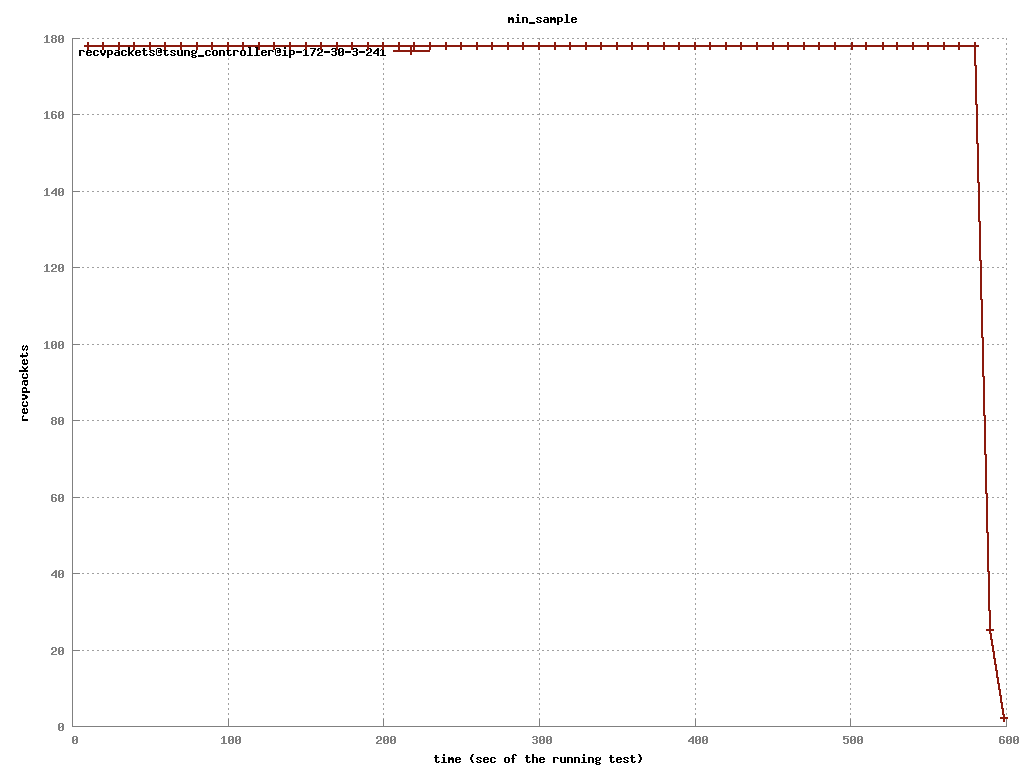 min_sample
180
recvpackets@tsung_controller@ip-172-30-3-241
160
140
120
100
80
60
40
20
0
recvpackets
0 100 200 300 400 500 600
time (sec of the running test)